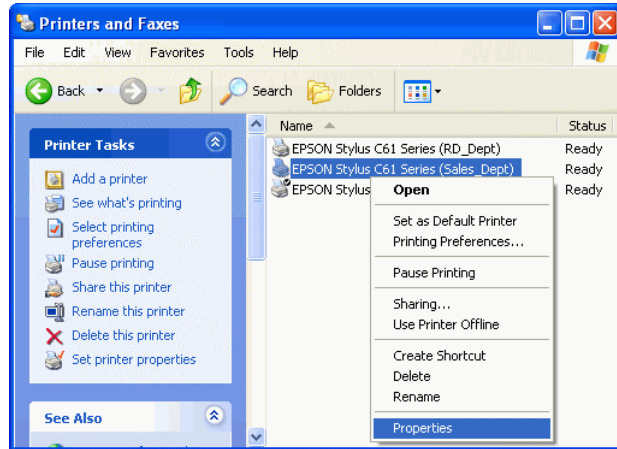 Printers and Faxes
File Edit View Favorites Tools Help
Back Search Folders
Printer Tasks
Add a printer
See what's printing
Select printing
preferences
Pause printing
Share this printer
Rename this printer
Delete this printer
Set printer properties
See Also
Name Status
EPSON Stylus C61 Series (RD_Dept) Ready
EPSON Stylus C61 Series (Sales_Dept) Ready
EPSON Stylus Ready
Open
Set as Default Printer
Printing Preferences...
Pause Printing
Sharing...
Use Printer Offline
Create Shortcut
Delete
Rename
Properties